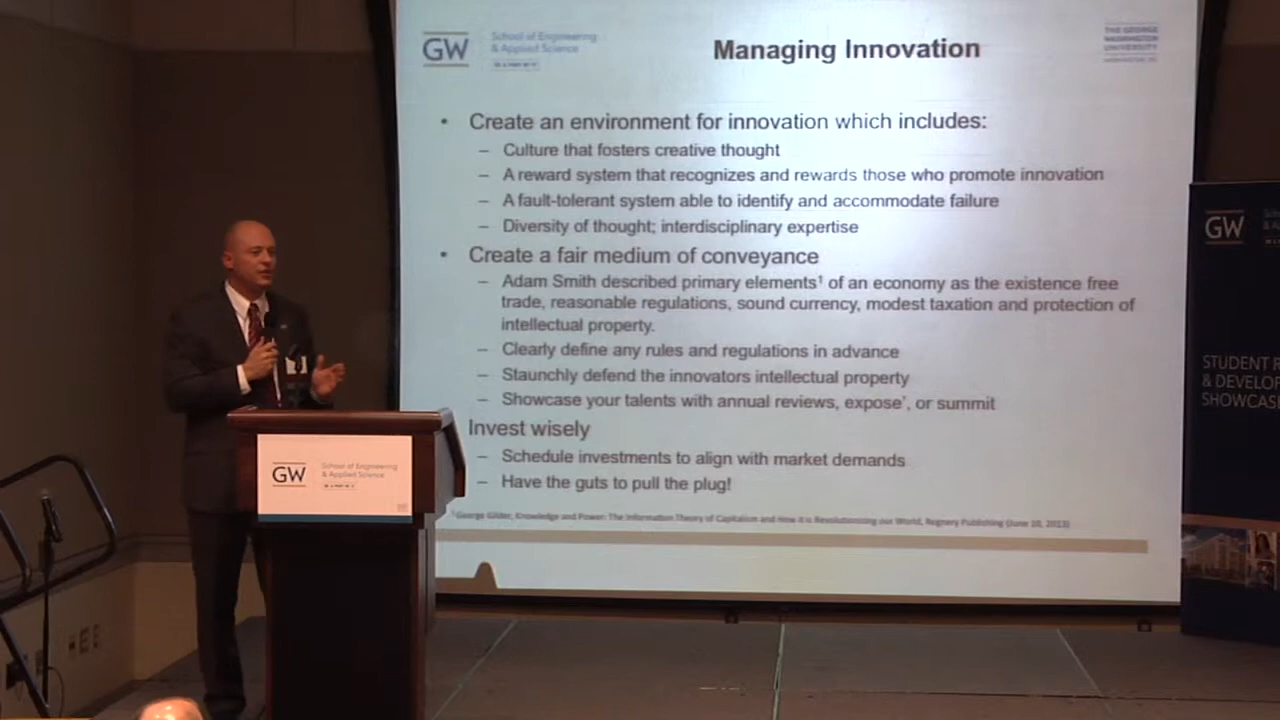 GW
School of Engineering
& Applied Science
THE GEORGE
WASHINGTON
UNIVERSITY
WASHINGTON, DC
Managing Innovation
• Create an environment for innovation which includes:
– Culture that fosters creative thought
– A reward system that recognizes and rewards those who promote innovation
– A fault-tolerant system able to identify and accommodate failure
– Diversity of thought; interdisciplinary expertise
• Create a fair medium of conveyance
– Adam Smith described primary elements¹ of an economy as the existence free
trade, reasonable regulations, sound currency, modest taxation and protection of
intellectual property.
– Clearly define any rules and regulations in advance
– Staunchly defend the innovators intellectual property
– Showcase your talents with annual reviews, expose', or summit
Invest wisely
– Schedule investments to align with market demands
– Have the guts to pull the plug!
¹George Gilder, Knowledge and Power: The Information Theory of Capitalism and How it is Revolutionizing our World, Regnery Publishing (June 10, 2013)
GW
School of Engineering
& Applied Science
GW
STUDENT
& DEVELO
SHOWCAS